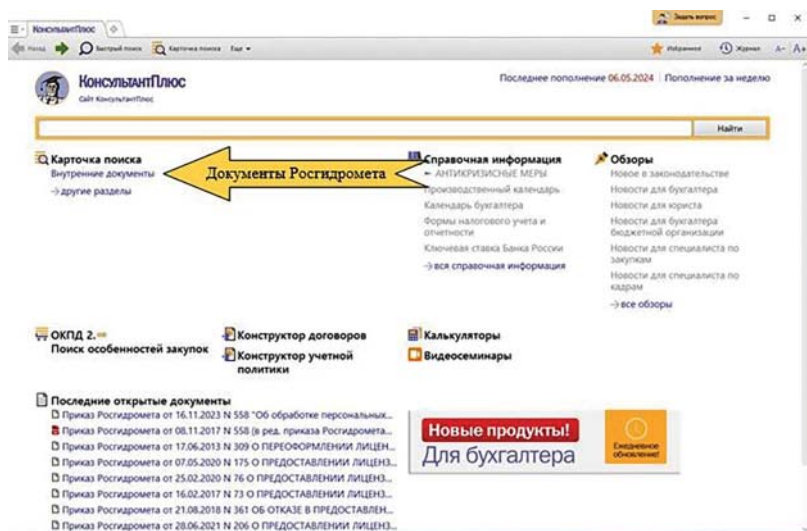 КонсультантПлюс
Задать вопрос
Назад Быстрый поиск Карточка поиска Еще
Избранное Журнал A- A+
КонсультантПлюс
Сайт КонсультантПлюс
Последнее пополнение 06.05.2024 Пополнение за неделю
Найти
Карточка поиска
Внутренние документы
другие разделы
Документы Росгидромета
Справочная информация
АНТИКРИЗИСНЫЕ МЕРЫ
Производственный календарь
Календарь бухгалтера
Формы налогового учета и
отчетности
Ключевая ставка Банка России
вся справочная информация
Обзоры
Новое в законодательстве
Новости для бухгалтера
Новости для юриста
Новости для бухгалтера
бюджетной организации
Новости для специалиста по
закупкам
Новости для специалиста по
кадрам
все обзоры
ОКПД 2.
Поиск особенностей закупок
Конструктор договоров
Конструктор учетной
политики
Калькуляторы
Видеосеминары
Последние открытые документы
Приказ Росгидромета от 16.11.2023 N 558 "Об обработке персональных...
Приказ Росгидромета от 08.11.2017 N 558 (в ред. приказа Росгидромета...
Приказ Росгидромета от 17.06.2013 N 309 О ПЕРЕОФОРМЛЕНИИ ЛИЦЕН...
Приказ Росгидромета от 07.05.2020 N 175 О ПРЕДОСТАВЛЕНИИ ЛИЦЕНЗ...
Приказ Росгидромета от 25.02.2020 N 76 О ПРЕДОСТАВЛЕНИИ ЛИЦЕНЗ...
Приказ Росгидромета от 16.02.2017 N 73 О ПРЕДОСТАВЛЕНИИ ЛИЦЕНЗ...
Приказ Росгидромета от 21.08.2018 N 361 ОБ ОТКАЗЕ В ПРЕДОСТАВЛЕН...
Приказ Росгидромета от 28.06.2021 N 206 О ПРЕДОСТАВЛЕНИИ ЛИЦЕНЗ...
Новые продукты!
Для бухгалтера
Ежедневное
обновление!